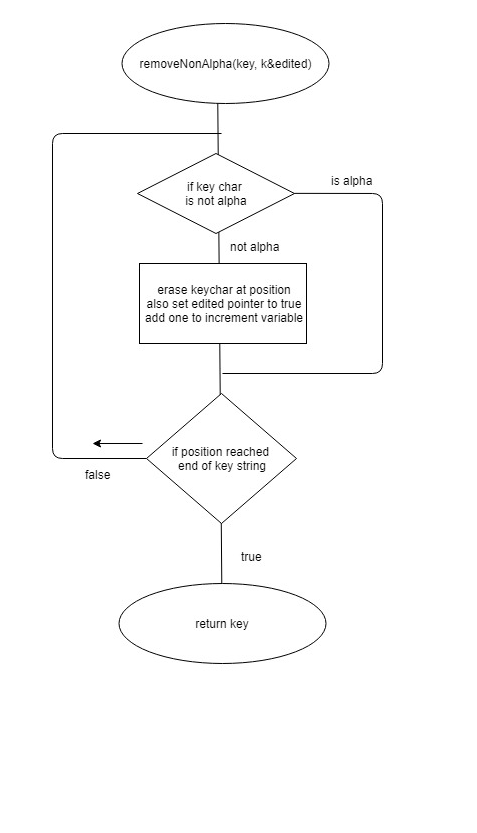 removeNonAlpha(key, k&edited)
if key char
is not alpha
is alpha
not alpha
erase keychar at position
also set edited pointer to true
add one to increment variable
if position reached
end of key string
false
true
return key